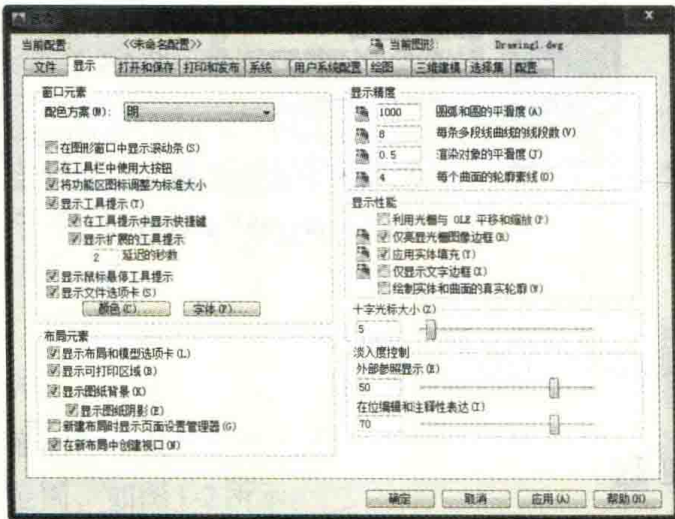 选项
x
当前配置: <<未命名配置>> 当前图形: Drawing1.dwg
文件 显示 打开和保存 打印和发布 系统 用户系统配置 绘图 三维建模 选择集 配置
窗口元素
配色方案(M): 明
在图形窗口中显示滚动条(S)
在工具栏中使用大按钮
将功能区图标调整为标准大小
显示工具提示(T)
在工具提示中显示快捷键
显示扩展的工具提示
2 延迟的秒数
显示鼠标悬停工具提示
显示文件选项卡(S)
颜色(C)... 字体(F)...
布局元素
显示布局和模型选项卡(L)
显示可打印区域(B)
显示图纸背景(K)
显示图纸阴影(E)
新建布局时显示页面设置管理器(G)
在新布局中创建视口(N)
显示精度
1000 圆弧和圆的平滑度(A)
8 每条多段线曲线的线段数(V)
0.5 渲染对象的平滑度(J)
4 每个曲面的轮廓素线(O)
显示性能
利用光栅与 OLE 平移和缩放(P)
仅亮显光栅图像边框(R)
应用实体填充(Y)
仅显示文字边框(X)
绘制实体和曲面的真实轮廓(W)
十字光标大小(Z)
5
淡入度控制
外部参照显示(E)
50
在位编辑和注释性表达(I)
70
确定 取消 应用(A) 帮助(H)